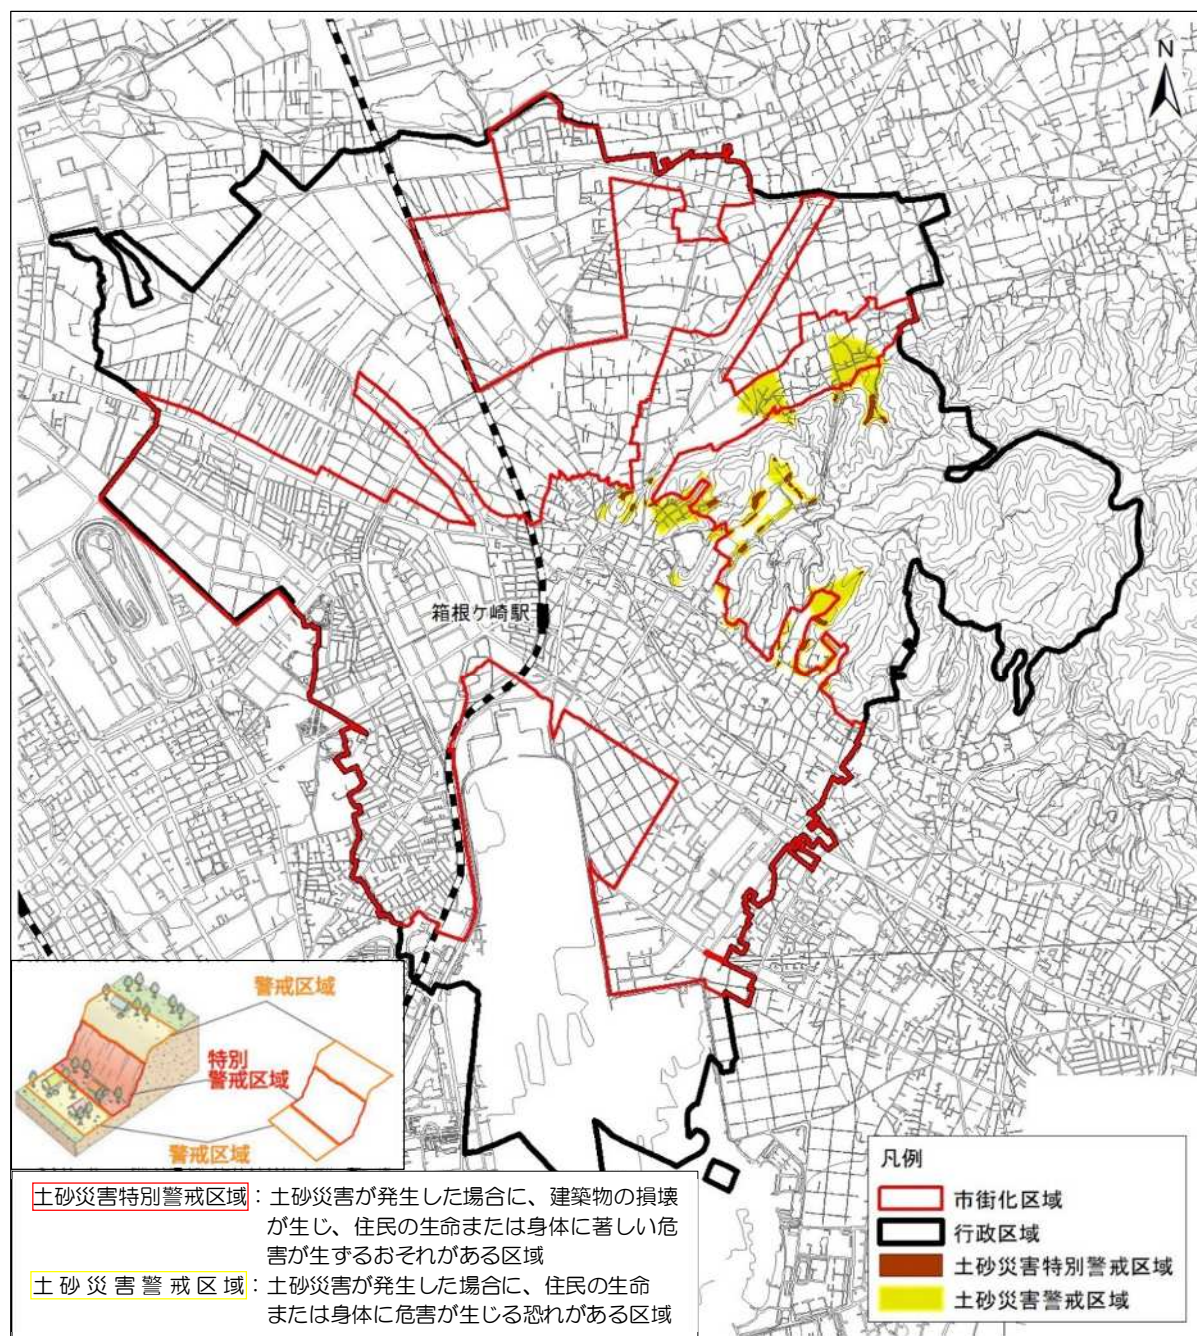 N
箱根ケ崎駅
警戒区域
特別
警戒区域
警戒区域
土砂災害特別警戒区域：土砂災害が発生した場合に、建築物の損壊
が生じ、住民の生命または身体に著しい危
害が生ずるおそれがある区域
土砂災害警戒区域：土砂災害が発生した場合に、住民の生命
または身体に危害が生じる恐れがある区域
凡例
市街化区域
行政区域
土砂災害特別警戒区域
土砂災害警戒区域